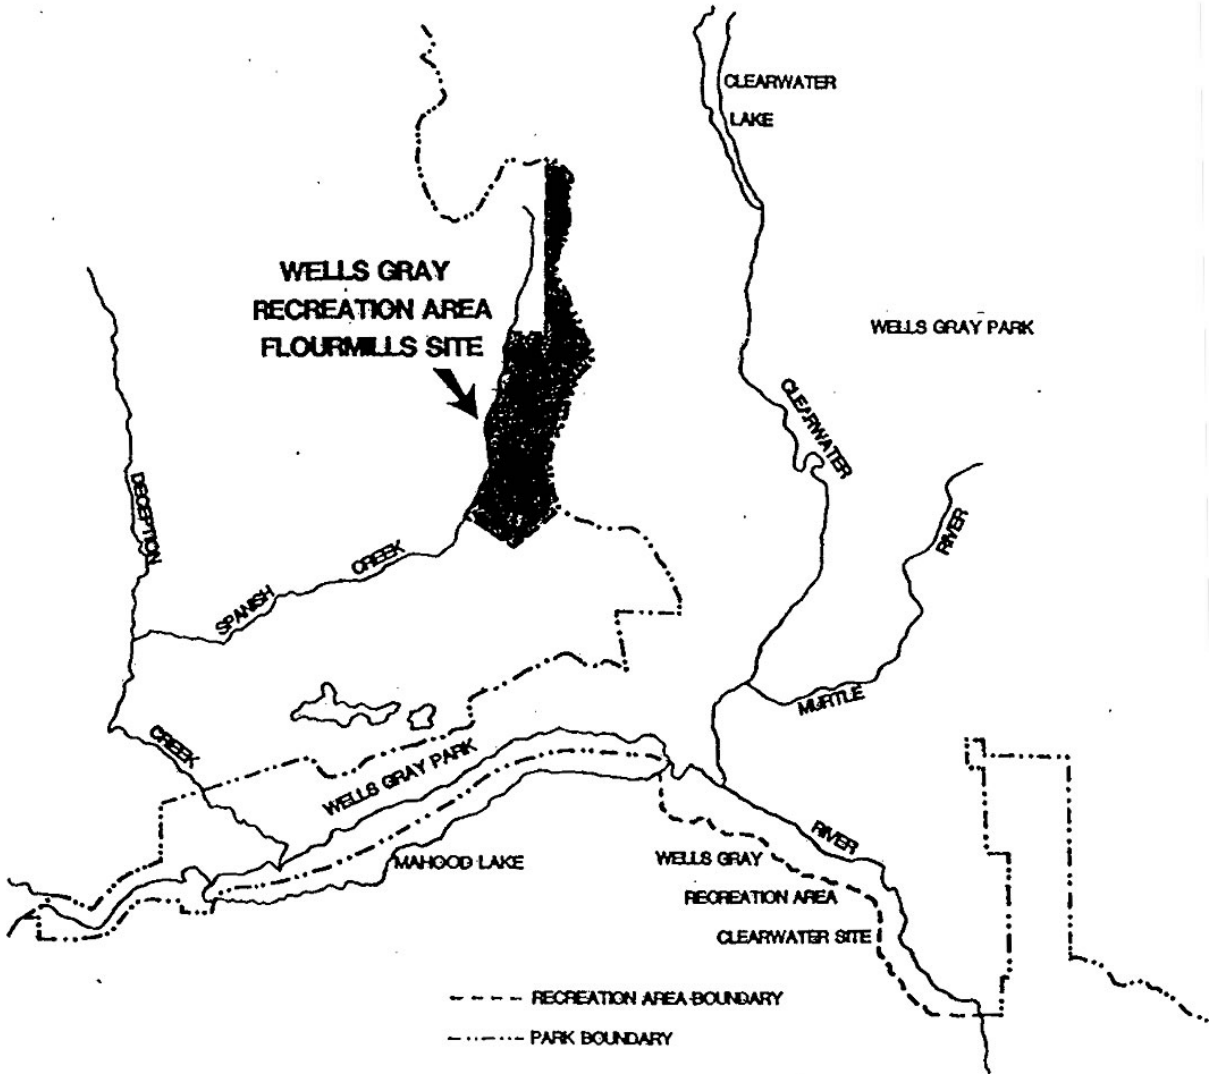 CLEARWATER
LAKE
WELLS GRAY
RECREATION AREA
FLOURMILLS SITE
WELLS GRAY PARK
CLEARWATER
DECEPTION
RIVER
CREEK
SPANISH
MURTLE
CREEK
WELLS GRAY PARK
RIVER
MAHOOD LAKE
WELLS GRAY
RECREATION AREA
CLEARWATER SITE
RECREATION AREA BOUNDARY
PARK BOUNDARY